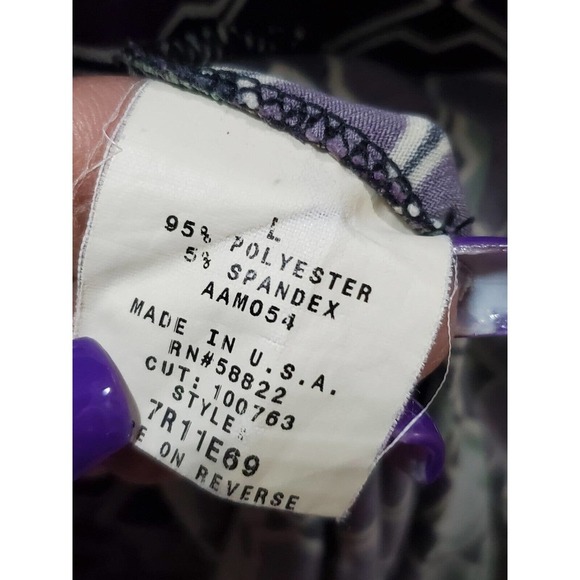 L
95% POLYESTER
5% SPANDEX
AAM054
MADE IN U.S.A.
RN#58822
CUT: 100763
STYLE:
7R11E69
ON REVERSE